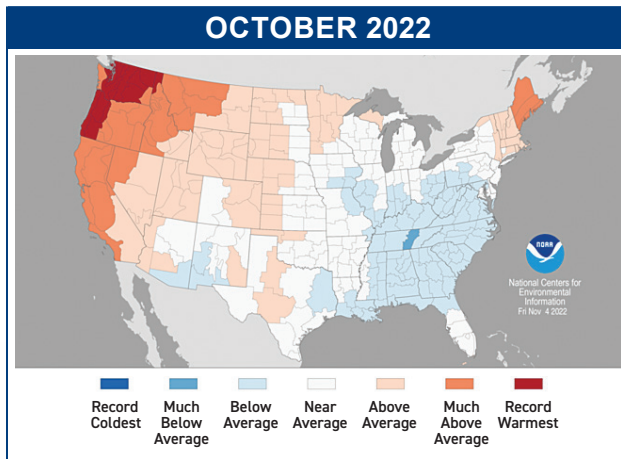 OCTOBER 2022
NOAA
National Centers for
Environmental
Information
Fri Nov 4 2022
Record Coldest
Much Below Average
Below Average
Near Average
Above Average
Much Above Average
Record Warmest